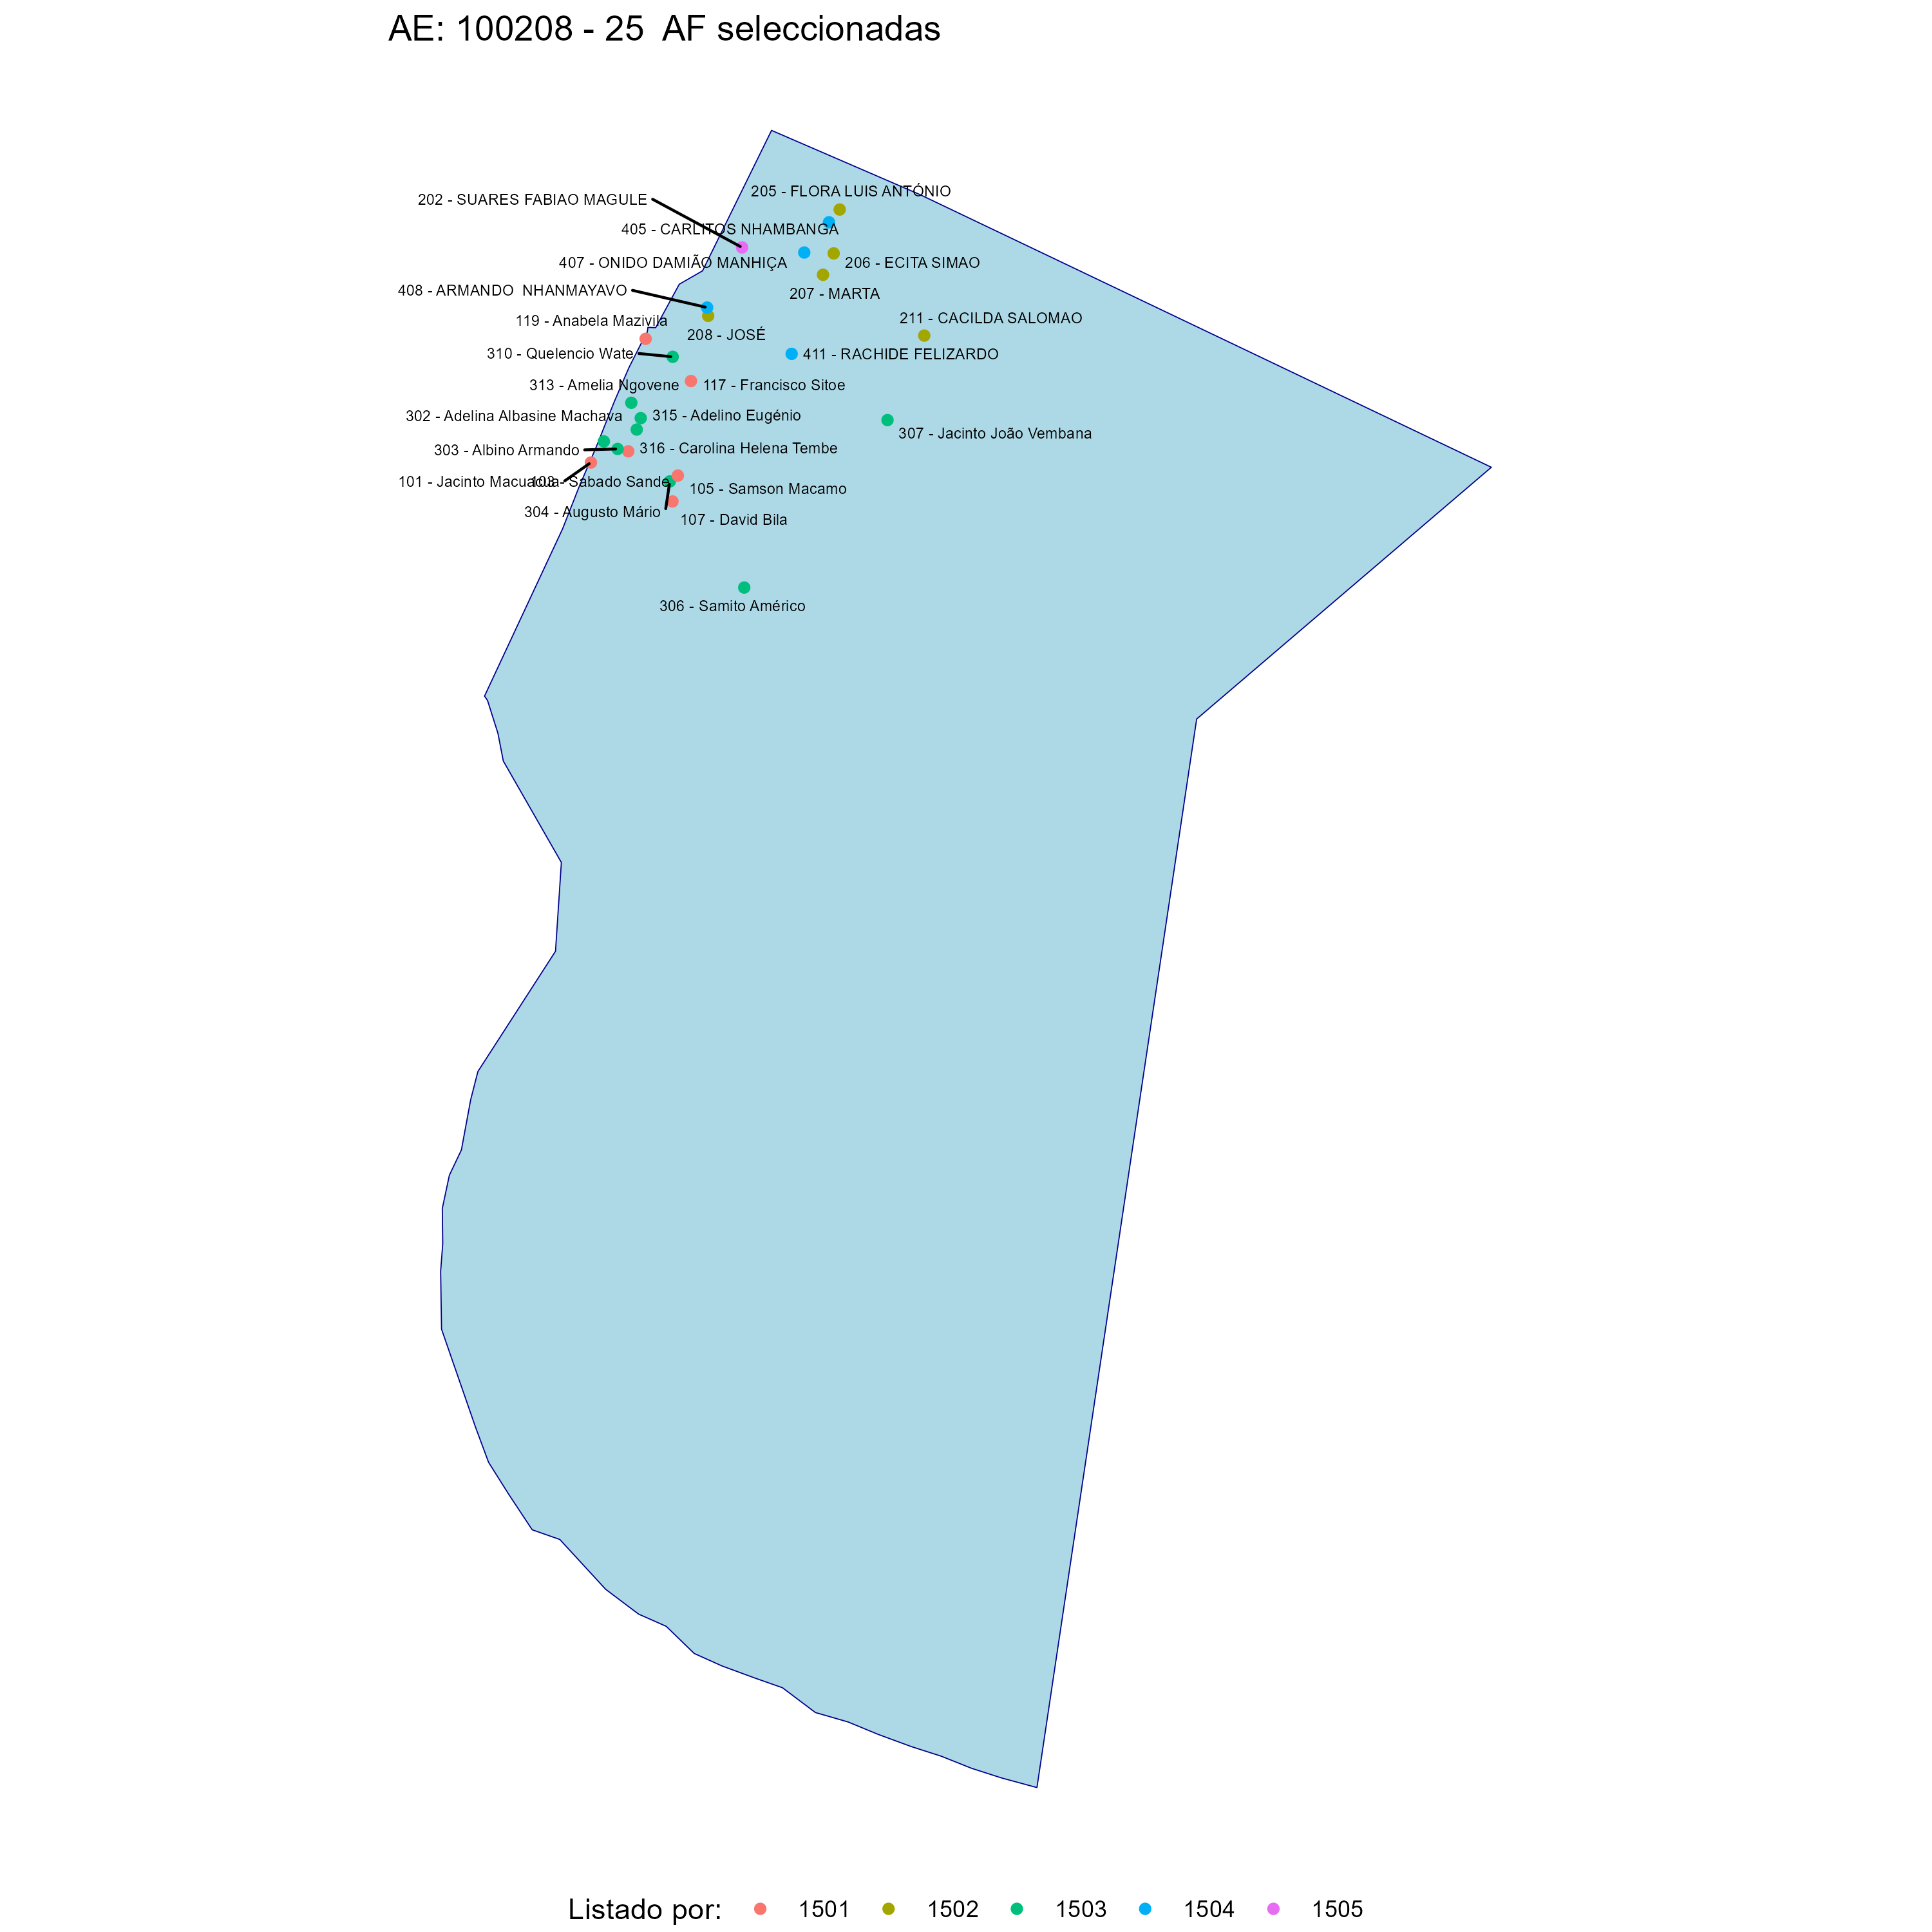 AE: 100208 - 25  AF seleccionadas
205 - FLORA LUIS ANTÓNIO
202 - SUARES FABIAO MAGULE
405 - CARLITOS NHAMBANGA
407 - ONIDO DAMIÃO MANHIÇA
206 - ECITA SIMAO
408 - ARMANDO  NHANMAYAVO
207 - MARTA
119 - Anabela Mazivila
211 - CACILDA SALOMAO
208 - JOSÉ
310 - Quelencio Wate
411 - RACHIDE FELIZARDO
313 - Amelia Ngovene
117 - Francisco Sitoe
302 - Adelina Albasine Machava
315 - Adelino Eugénio
307 - Jacinto João Vembana
303 - Albino Armando
316 - Carolina Helena Tembe
101 - Jacinto Macuacua
103 - Sabado Sande
105 - Samson Macamo
304 - Augusto Mário
107 - David Bila
306 - Samito Américo
Listado por: 1501 1502 1503 1504 1505